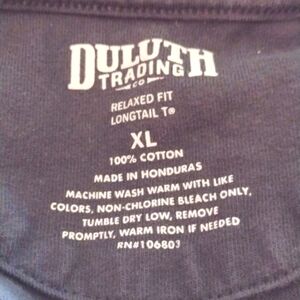 DULUTH
TRADING
CO
RELAXED FIT
LONGTAIL T®
XL
100% COTTON
MADE IN HONDURAS
MACHINE WASH WARM WITH LIKE
COLORS, NON-CHLORINE BLEACH ONLY,
TUMBLE DRY LOW, REMOVE
PROMPTLY, WARM IRON IF NEEDED
RN#106803